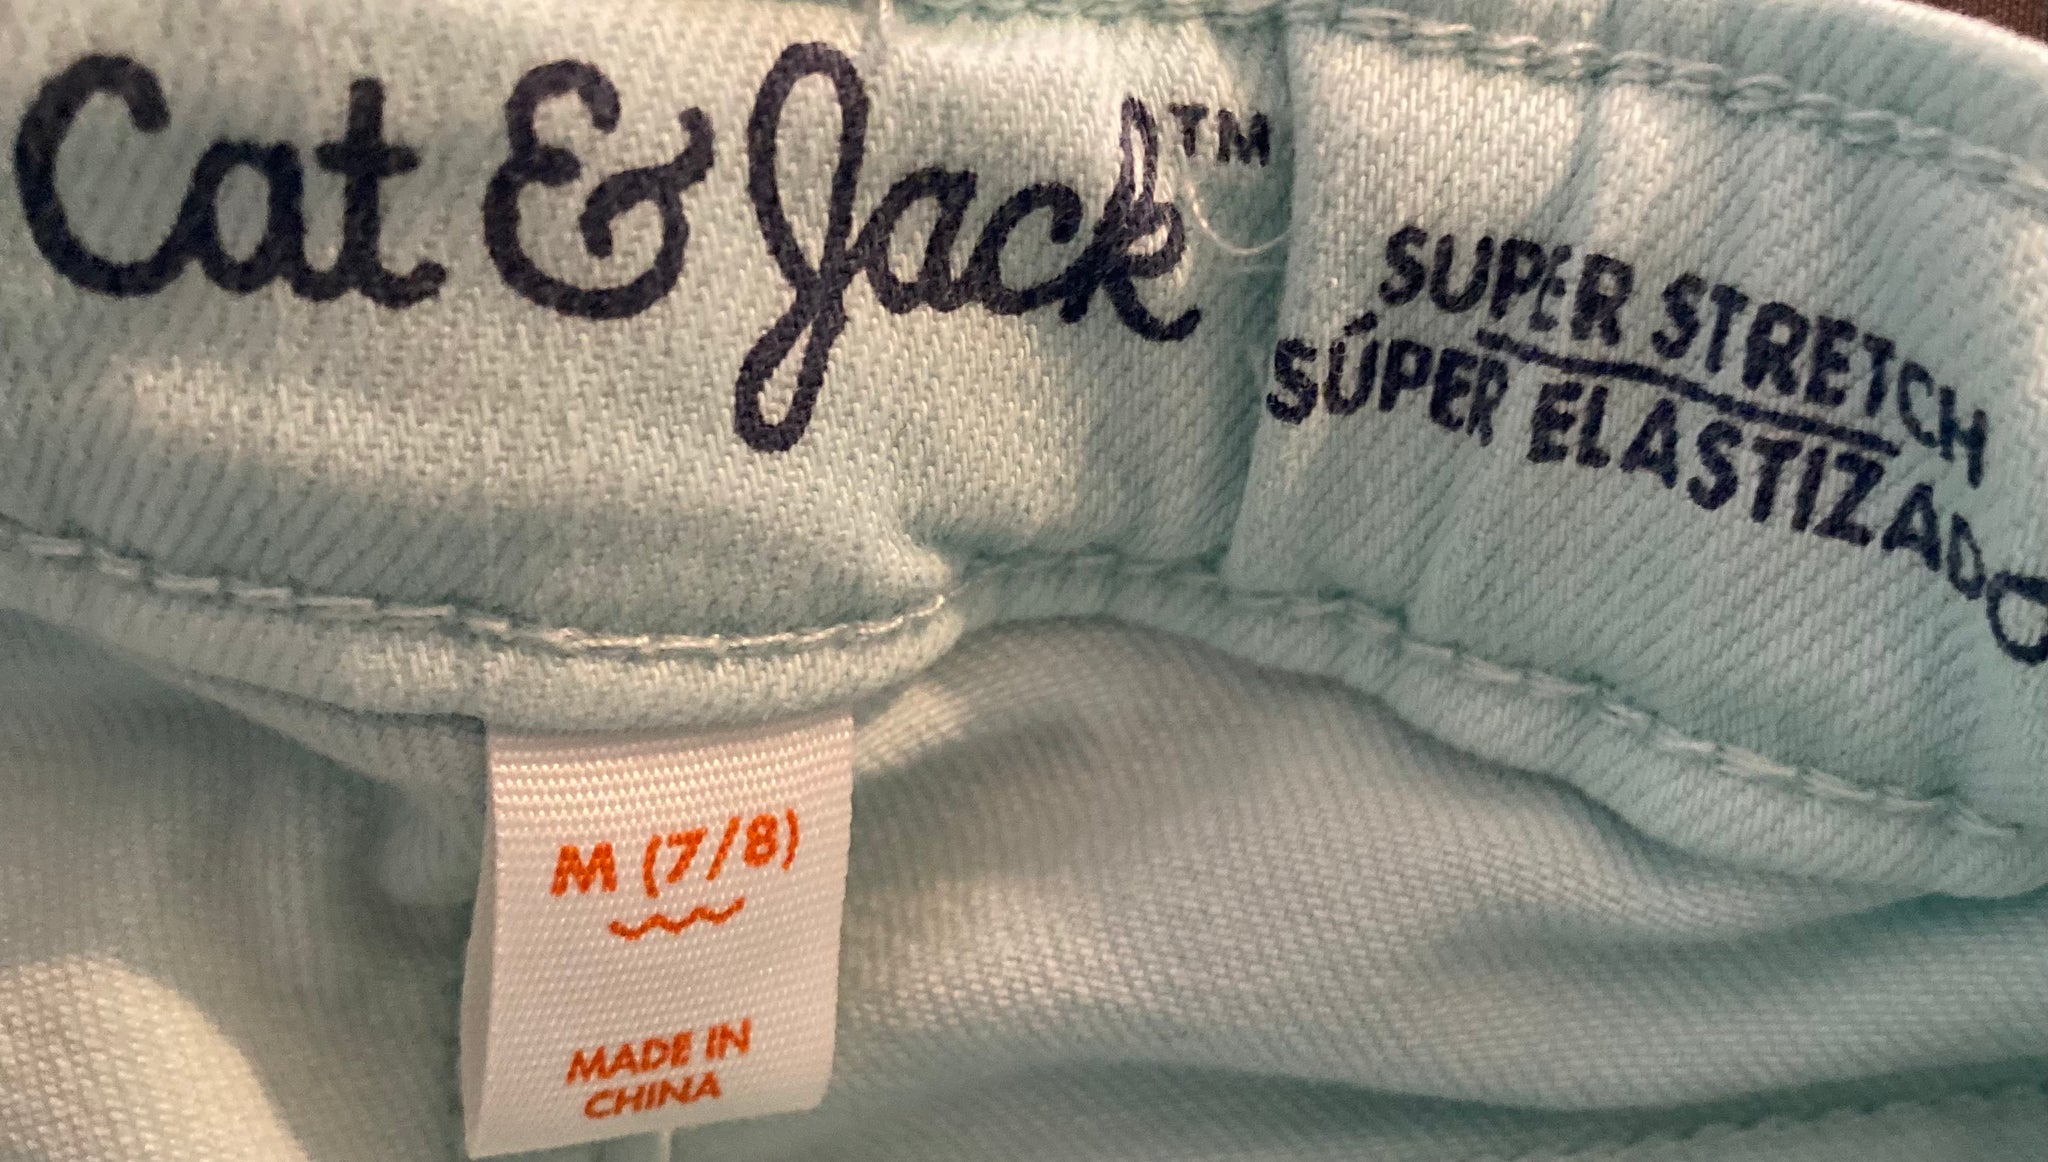 Cat & Jack™
SUPER STRETCH
SÚPER ELASTIZADO
M (7/8)
MADE IN
CHINA